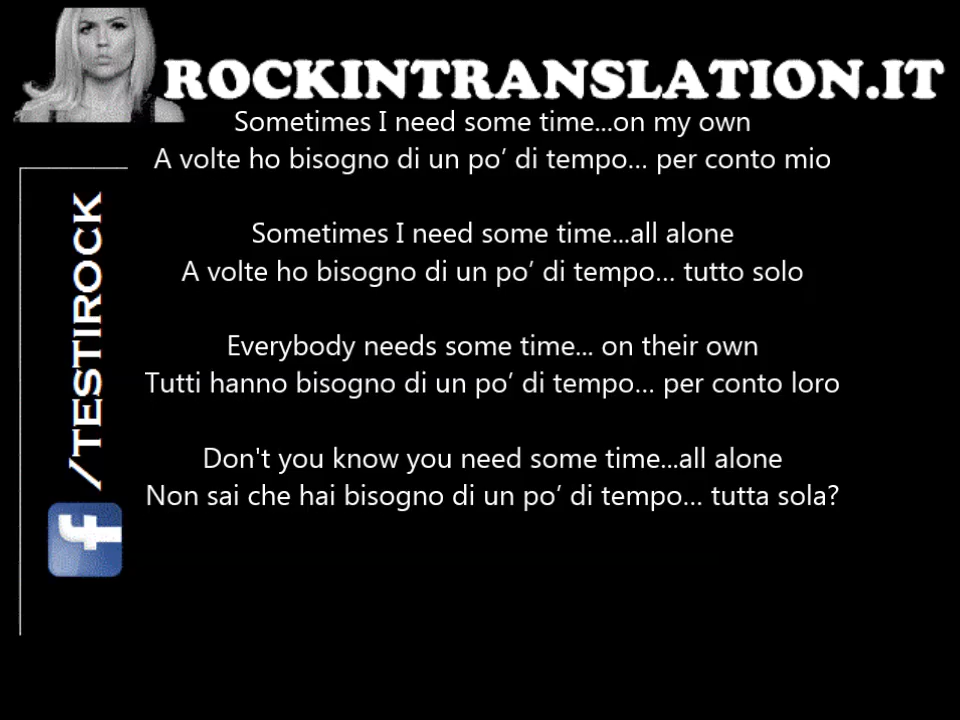 ROCKINTRANSLATION.IT
Sometimes I need some time...on my own
A volte ho bisogno di un po’ di tempo… per conto mio
Sometimes I need some time...all alone
A volte ho bisogno di un po’ di tempo… tutto solo
Everybody needs some time... on their own
Tutti hanno bisogno di un po’ di tempo… per conto loro
Don't you know you need some time...all alone
Non sai che hai bisogno di un po’ di tempo… tutta sola?
f/TESTIROCK